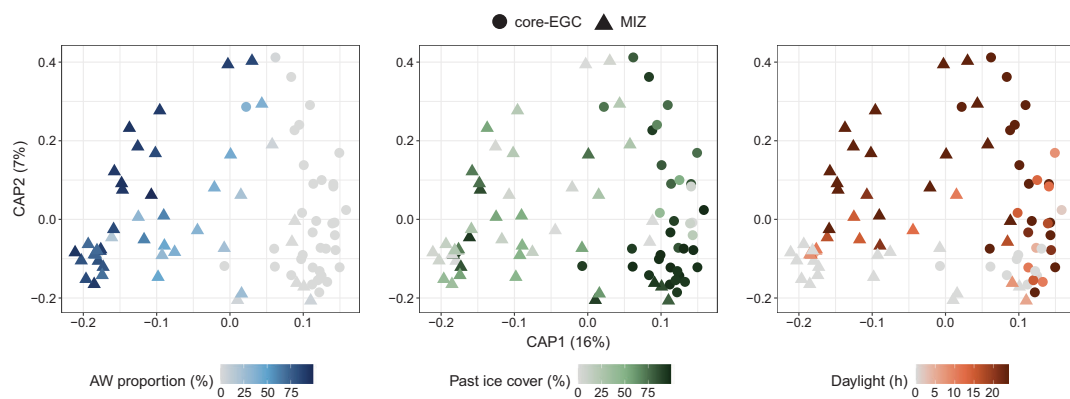 core-EGC MIZ
0.4
0.2
0.0
−0.2
CAP2 (7%)
−0.2 −0.1 0.0 0.1
0.4
0.2
0.0
−0.2
−0.2 −0.1 0.0 0.1
CAP1 (16%)
0.4
0.2
0.0
−0.2
−0.2 −0.1 0.0 0.1
AW proportion (%)
25 50 75
Past ice cover (%)
25 50 75
Daylight (h)
0 5 10 15 20